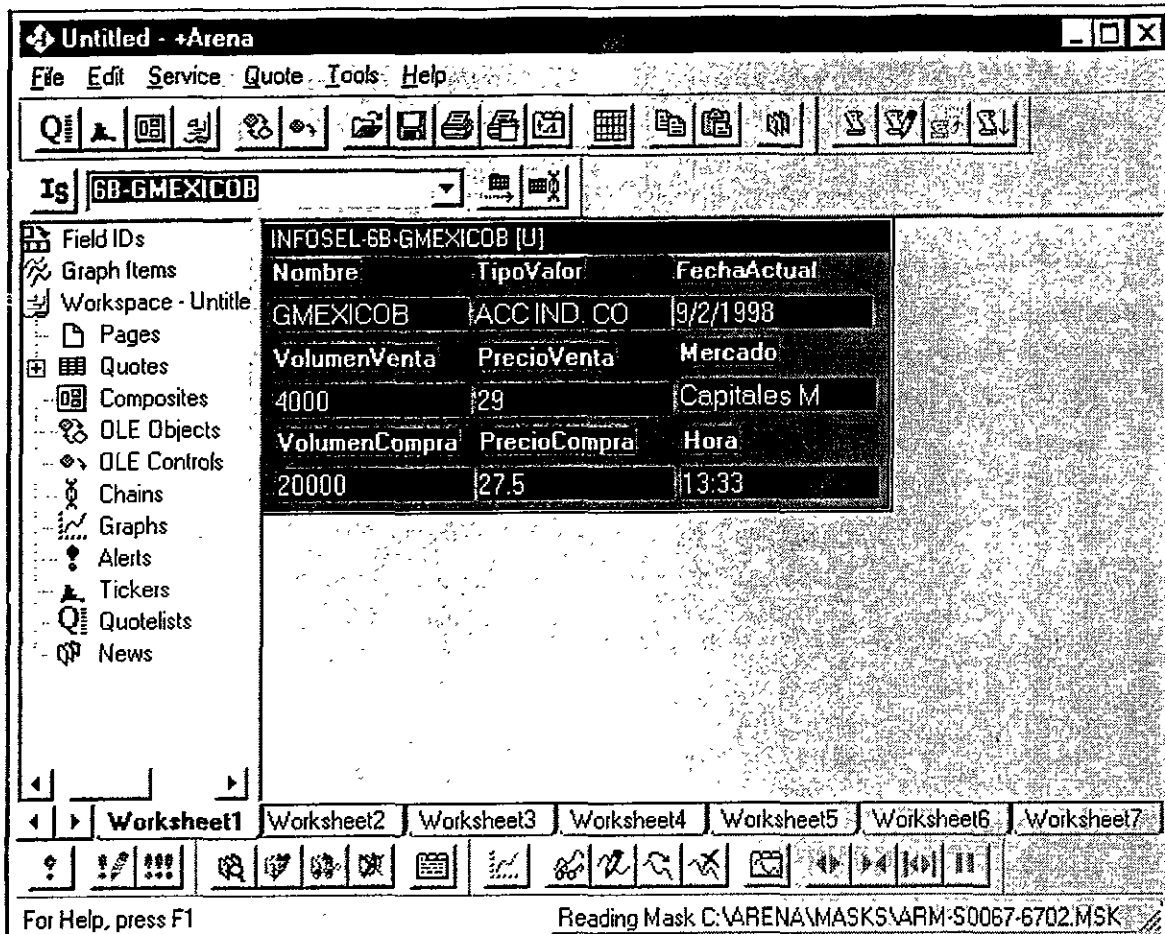 Untitled - +Arena
File Edit Service Quote Tools Help
IS 6B-GMEXICOB
Field IDs
Graph Items
Workspace - Untitle
Pages
Quotes
Composites
OLE Objects
OLE Controls
Chains
Graphs
Alerts
Tickers
Quotelists
News
INFOSEL-6B-GMEXICOB [U]
Nombre TipoValor FechaActual
GMEXICOB ACC IND. CO 9/2/1998
VolumenVenta PrecioVenta Mercado
4000 29 Capitales M
VolumenCompra PrecioCompra Hora
20000 27.5 13:33
Worksheet1 Worksheet2 Worksheet3 Worksheet4 Worksheet5 Worksheet6 Worksheet7
For Help, press F1 Reading Mask C:\ARENA\MASKS\ARM-S0067-6702.MSK